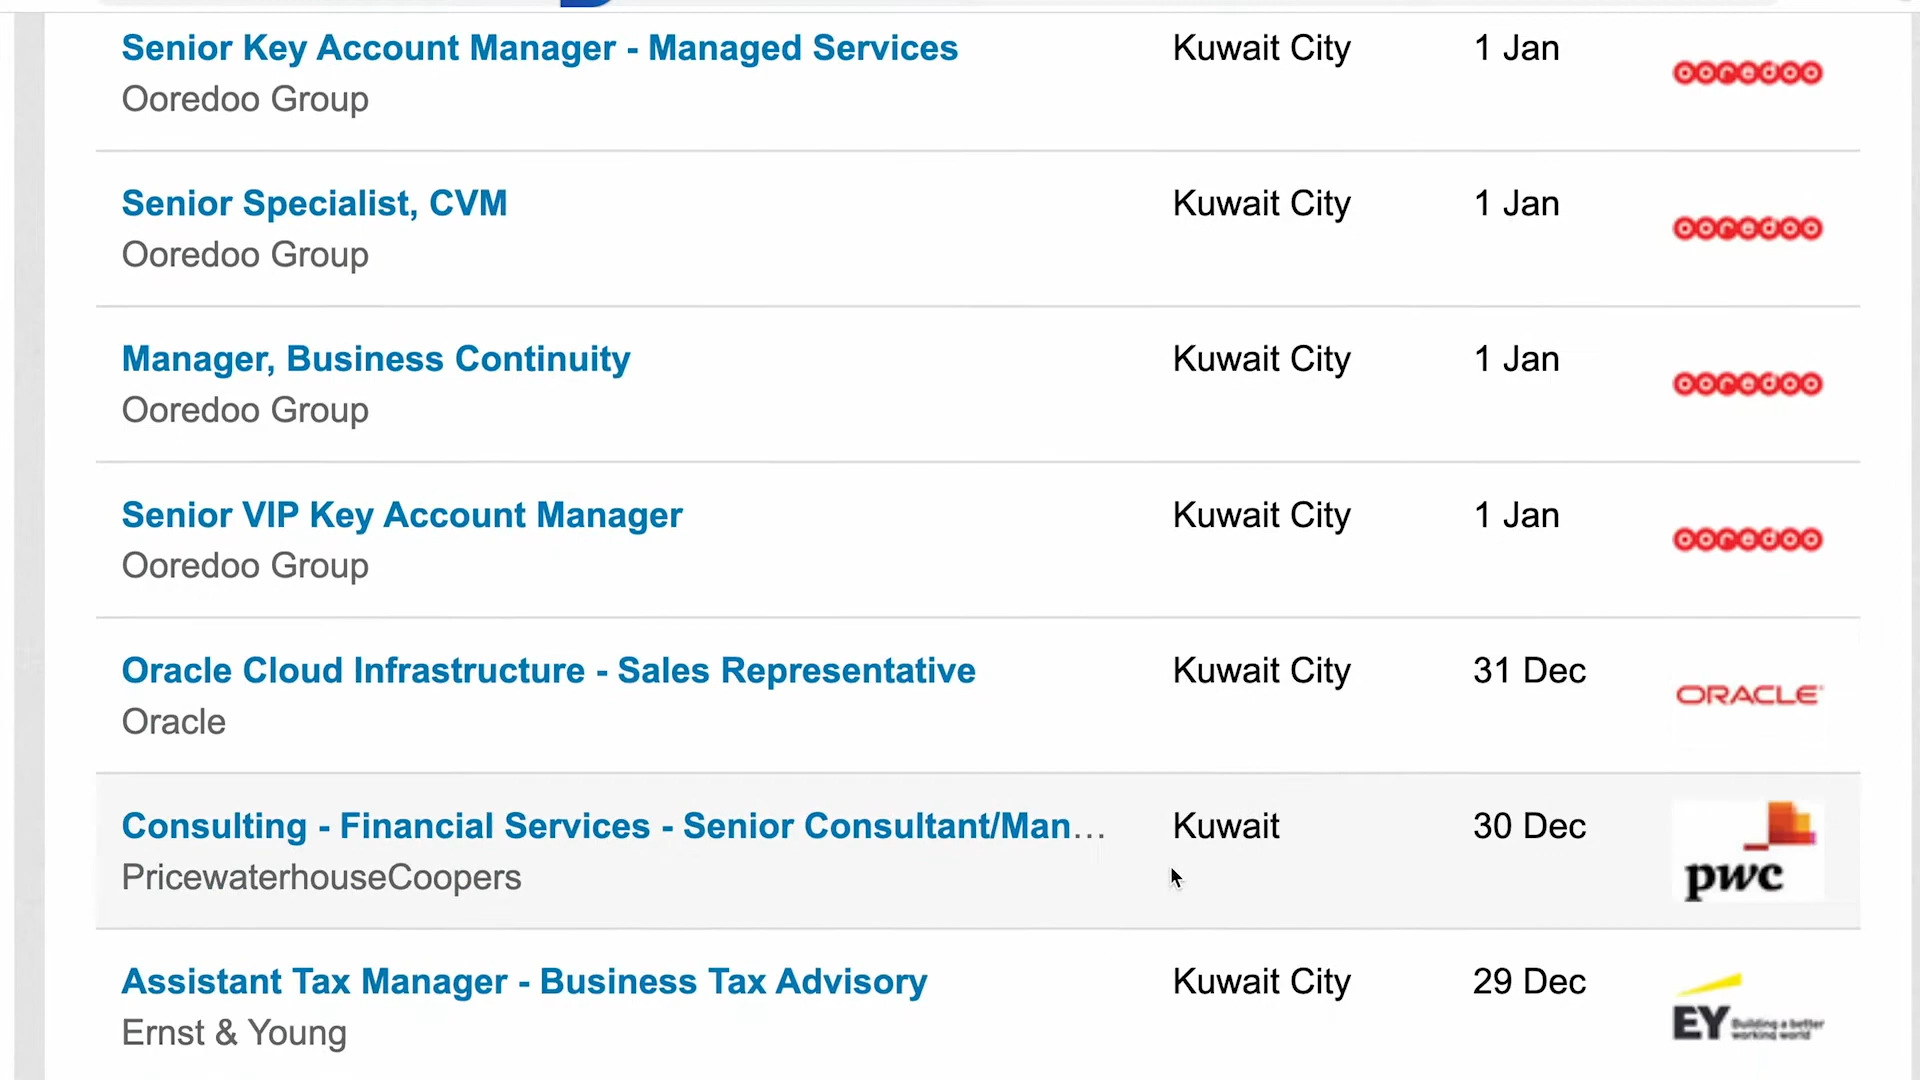 Senior Key Account Manager - Managed Services Kuwait City 1 Jan
Ooredoo Group
ooredoo
Senior Specialist, CVM Kuwait City 1 Jan
Ooredoo Group
ooredoo
Manager, Business Continuity Kuwait City 1 Jan
Ooredoo Group
ooredoo
Senior VIP Key Account Manager Kuwait City 1 Jan
Ooredoo Group
ooredoo
Oracle Cloud Infrastructure - Sales Representative Kuwait City 31 Dec
Oracle
ORACLE
Consulting - Financial Services - Senior Consultant/Man... Kuwait 30 Dec
PricewaterhouseCoopers
pwc
Assistant Tax Manager - Business Tax Advisory Kuwait City 29 Dec
Ernst & Young
EY Building a better
working world